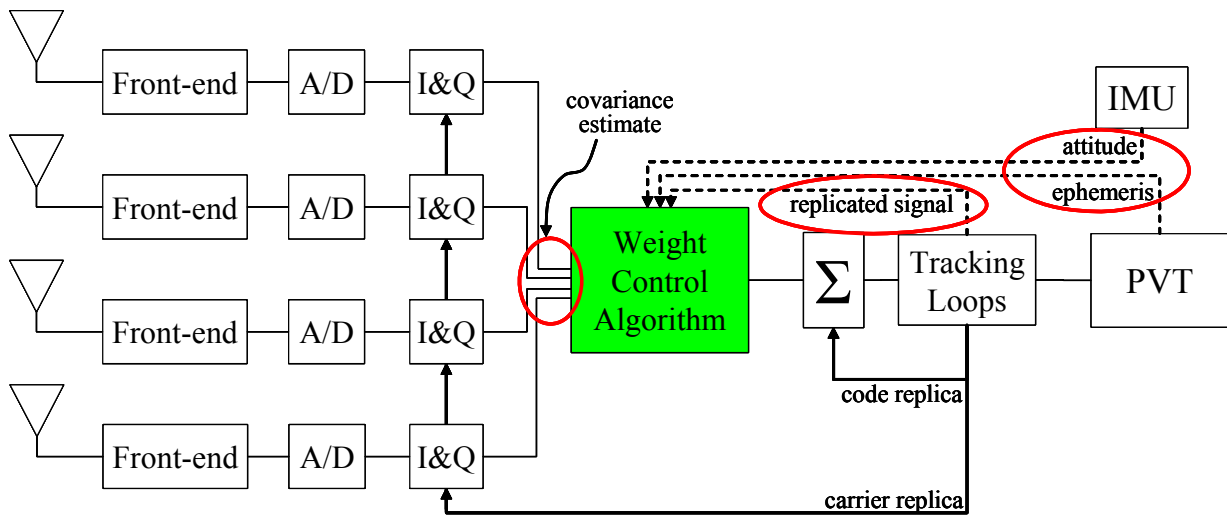 Front-end
A/D
I&Q
covariance
estimate
IMU
attitude
Front-end
A/D
I&Q
ephemeris
replicated signal
Weight
Control
Algorithm
Σ
Tracking
Loops
PVT
Front-end
A/D
I&Q
code replica
Front-end
A/D
I&Q
carrier replica